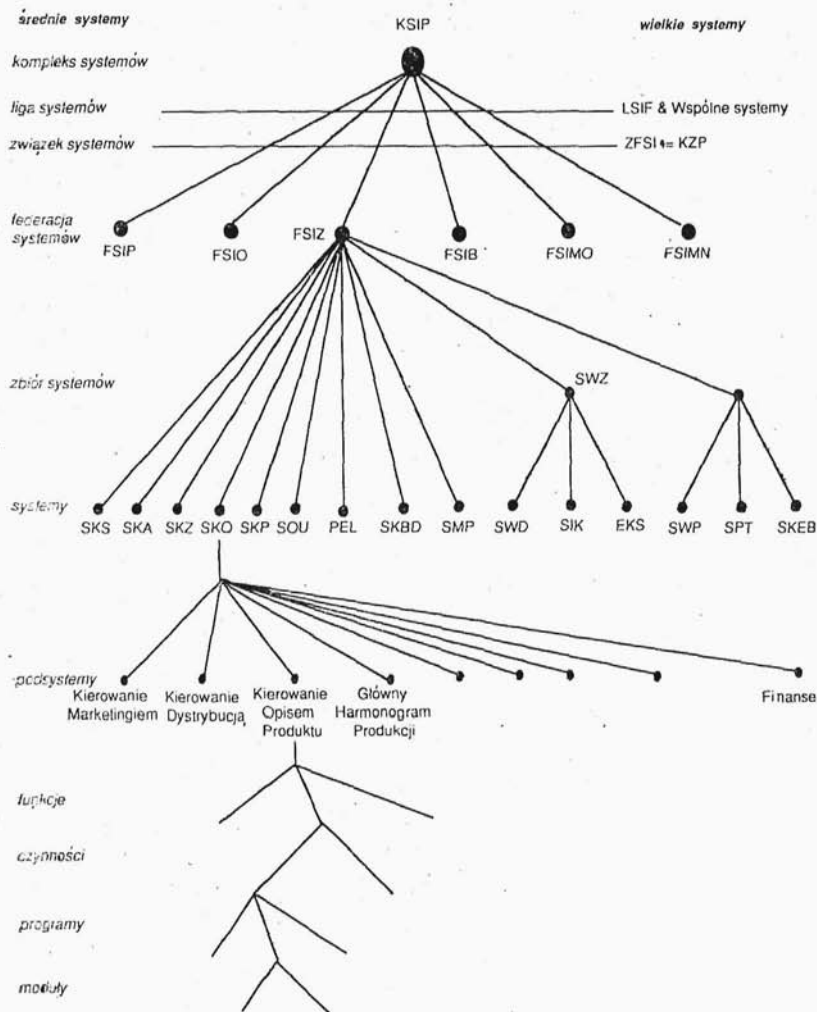 średnie systemy
KSIP
wielkie systemy
kompleks systemów
liga systemów
LSIF & Wspólne systemy
związek systemów
ZFSI += KZP
federacja
systemów
FSIP
FSIO
FSIZ
FSIB
FSIMO
FSIMN
zbiór systemów
SWZ
systemy
SKS SKA SKZ SKO SKP SOU PEL SKBD SMP SWD SIK EKS SWP SPT SKEB
podsystemy
Kierowanie
Marketingiem
Kierowanie
Dystrybucją
Kierowanie
Opisem
Produktu
Główny
Harmonogram
Produkcji
Finanse
funkcje
czynności
programy
moduły